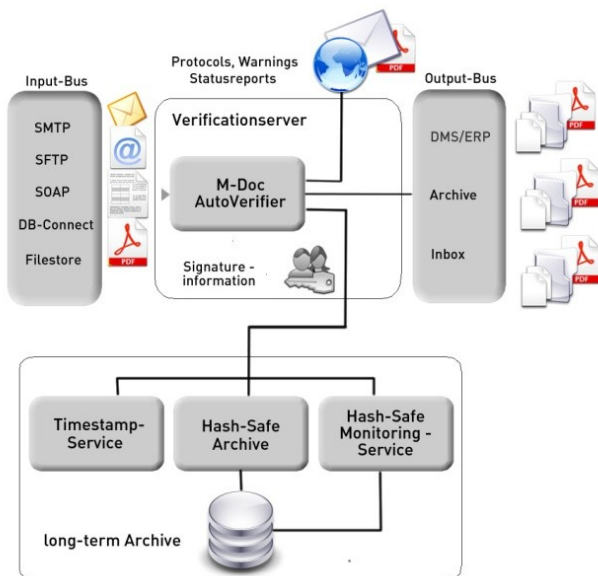 Protocols, Warnings
Statusreports
PDF
Input-Bus
SMTP
SFTP
SOAP
DB-Connect
Filestore
@
PDF
Verificationserver
M-Doc
AutoVerifier
Signature -
information
Output-Bus
DMS/ERP
Archive
Inbox
PDF
PDF
PDF
Timestamp-
Service
Hash-Safe
Archive
Hash-Safe
Monitoring -
Service
long-term Archive